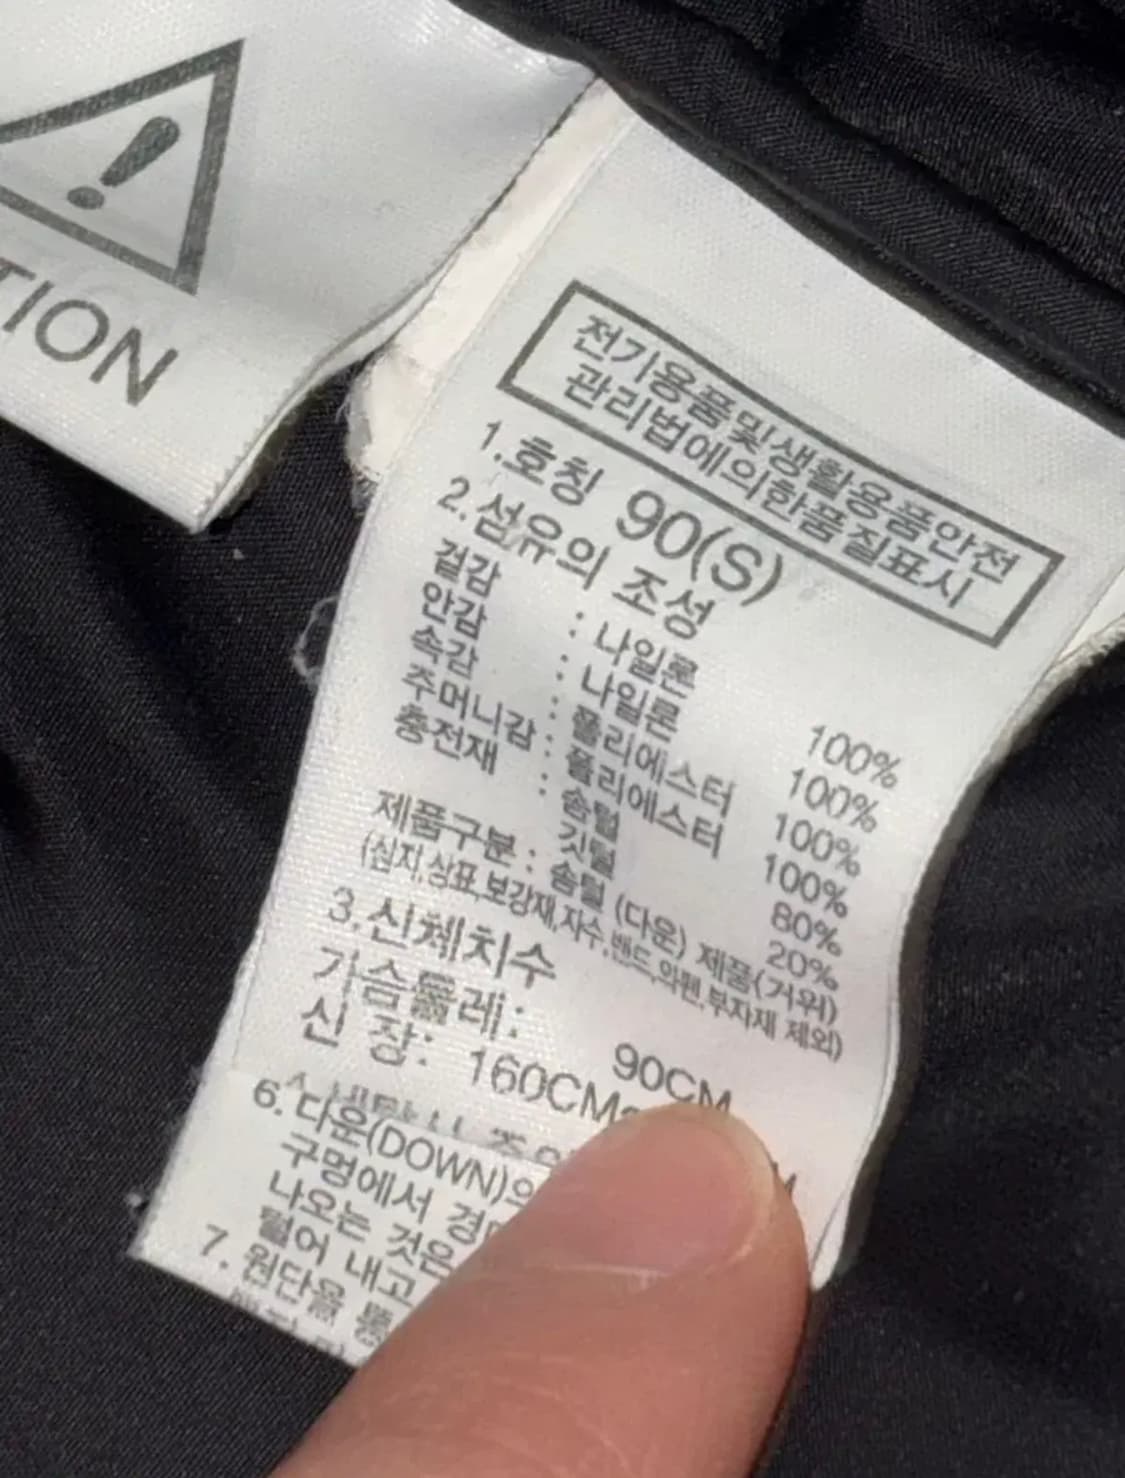 TION
전기용품및생활용품안전
관리법에의한품질표시
1.호칭 90(S)
2.섬유의 조성
겉감 : 나일론 100%
안감 : 나일론 100%
속감 : 폴리에스터 100%
주머니감 : 폴리에스터 100%
충전재 : 솜털 80%
깃털 20%
제품구분 : 솜털 (다운) 제품(거위)
(심지,상표,보강재,자수,밴드,외편,부자재 제외)
3.신체치수
가슴둘레: 90CM
신 장: 160CM
6.다운(DOWN)의
구멍에서
나오는 것은
털어 내고
7.원단을